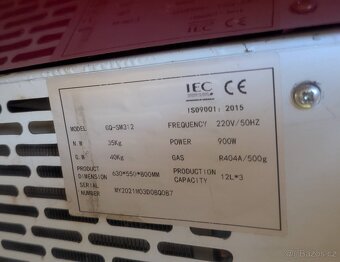 IEC CE
ISO9001: 2015
MODEL GQ-SM312 FREQUENCY 220V/50HZ
N.W 35Kg POWER 900W
G.W 40Kg GAS R404A/500g
PRODUCT DIMENSION 630*550*800MM PRODUCTION CAPACITY 12L*3
SERIAL NUMBER MY2021M03D08Q087